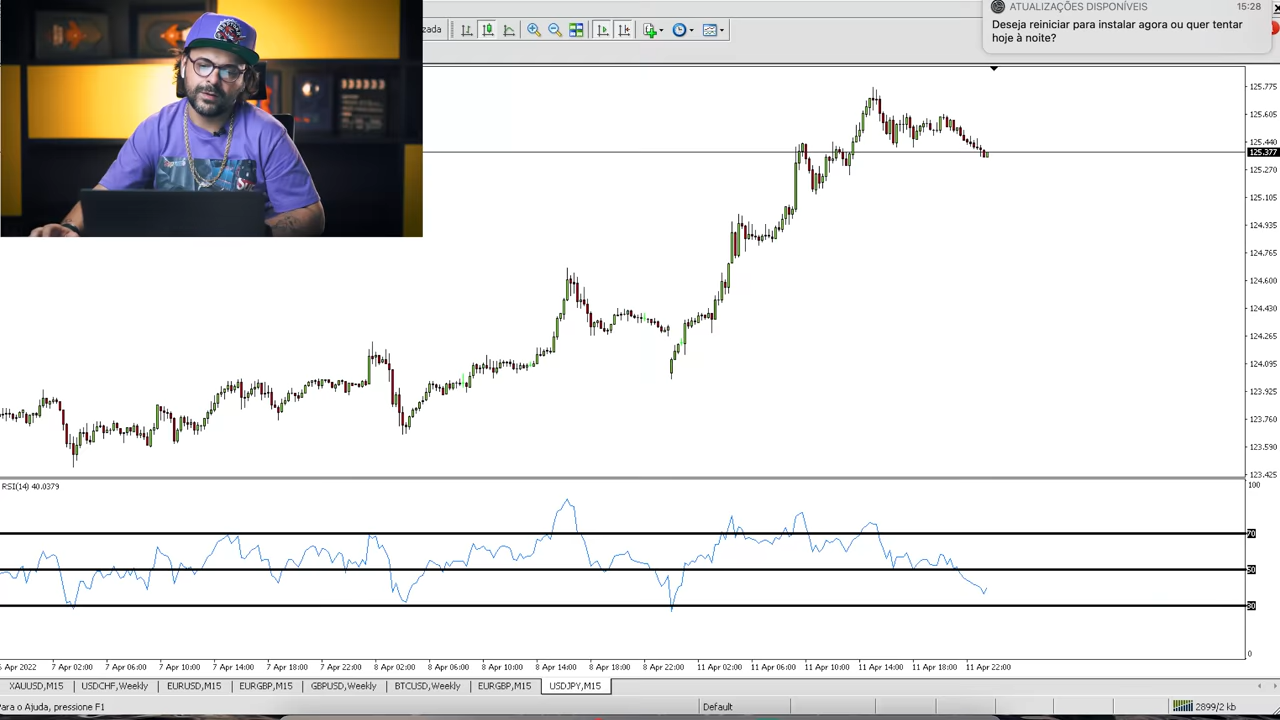 zada
ATUALIZAÇÕES DISPONÍVEIS 15:28
Deseja reiniciar para instalar agora ou quer tentar
hoje à noite?
125.775
125.605
125.440
125.377
125.270
125.105
124.935
124.765
124.600
124.430
124.265
124.095
123.925
123.760
123.590
123.425
RSI(14) 40.0379
100
70
50
30
0
6 Apr 2022 7 Apr 02:00 7 Apr 06:00 7 Apr 10:00 7 Apr 14:00 7 Apr 18:00 7 Apr 22:00 8 Apr 02:00 8 Apr 06:00 8 Apr 10:00 8 Apr 14:00 8 Apr 18:00 8 Apr 22:00 11 Apr 02:00 11 Apr 06:00 11 Apr 10:00 11 Apr 14:00 11 Apr 18:00 11 Apr 22:00
XAUUSD,M15 USDCHF,Weekly EURUSD,M15 EURGBP,M15 GBPUSD,Weekly BTCUSD,Weekly EURGBP,M15 USDJPY,M15
Para o Ajuda, pressione F1 Default 2899/2 kb